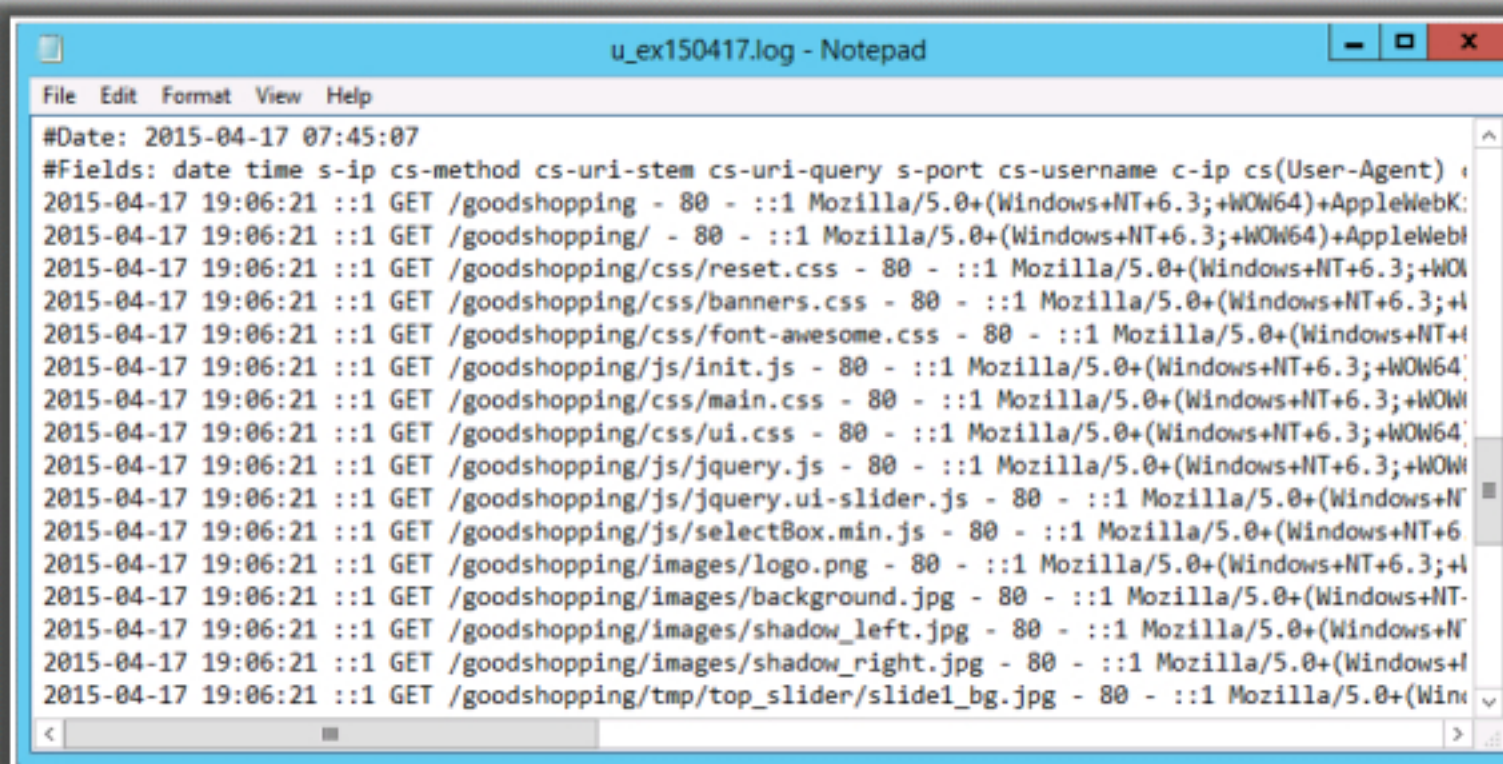 u_ex150417.log - Notepad
File Edit Format View Help
#Date: 2015-04-17 07:45:07
#Fields: date time s-ip cs-method cs-uri-stem cs-uri-query s-port cs-username c-ip cs(User-Agent)
2015-04-17 19:06:21 ::1 GET /goodshopping - 80 - ::1 Mozilla/5.0+(Windows+NT+6.3;+WOW64)+AppleWebK
2015-04-17 19:06:21 ::1 GET /goodshopping/ - 80 - ::1 Mozilla/5.0+(Windows+NT+6.3;+WOW64)+AppleWeb
2015-04-17 19:06:21 ::1 GET /goodshopping/css/reset.css - 80 - ::1 Mozilla/5.0+(Windows+NT+6.3;+WO
2015-04-17 19:06:21 ::1 GET /goodshopping/css/banners.css - 80 - ::1 Mozilla/5.0+(Windows+NT+6.3;+
2015-04-17 19:06:21 ::1 GET /goodshopping/css/font-awesome.css - 80 - ::1 Mozilla/5.0+(Windows+NT+
2015-04-17 19:06:21 ::1 GET /goodshopping/js/init.js - 80 - ::1 Mozilla/5.0+(Windows+NT+6.3;+WOW64
2015-04-17 19:06:21 ::1 GET /goodshopping/css/main.css - 80 - ::1 Mozilla/5.0+(Windows+NT+6.3;+WOW
2015-04-17 19:06:21 ::1 GET /goodshopping/css/ui.css - 80 - ::1 Mozilla/5.0+(Windows+NT+6.3;+WOW64
2015-04-17 19:06:21 ::1 GET /goodshopping/js/jquery.js - 80 - ::1 Mozilla/5.0+(Windows+NT+6.3;+WOW
2015-04-17 19:06:21 ::1 GET /goodshopping/js/jquery.ui-slider.js - 80 - ::1 Mozilla/5.0+(Windows+N
2015-04-17 19:06:21 ::1 GET /goodshopping/js/selectBox.min.js - 80 - ::1 Mozilla/5.0+(Windows+NT+6
2015-04-17 19:06:21 ::1 GET /goodshopping/images/logo.png - 80 - ::1 Mozilla/5.0+(Windows+NT+6.3;+
2015-04-17 19:06:21 ::1 GET /goodshopping/images/background.jpg - 80 - ::1 Mozilla/5.0+(Windows+NT
2015-04-17 19:06:21 ::1 GET /goodshopping/images/shadow_left.jpg - 80 - ::1 Mozilla/5.0+(Windows+N
2015-04-17 19:06:21 ::1 GET /goodshopping/images/shadow_right.jpg - 80 - ::1 Mozilla/5.0+(Windows+
2015-04-17 19:06:21 ::1 GET /goodshopping/tmp/top_slider/slide1_bg.jpg - 80 - ::1 Mozilla/5.0+(Win